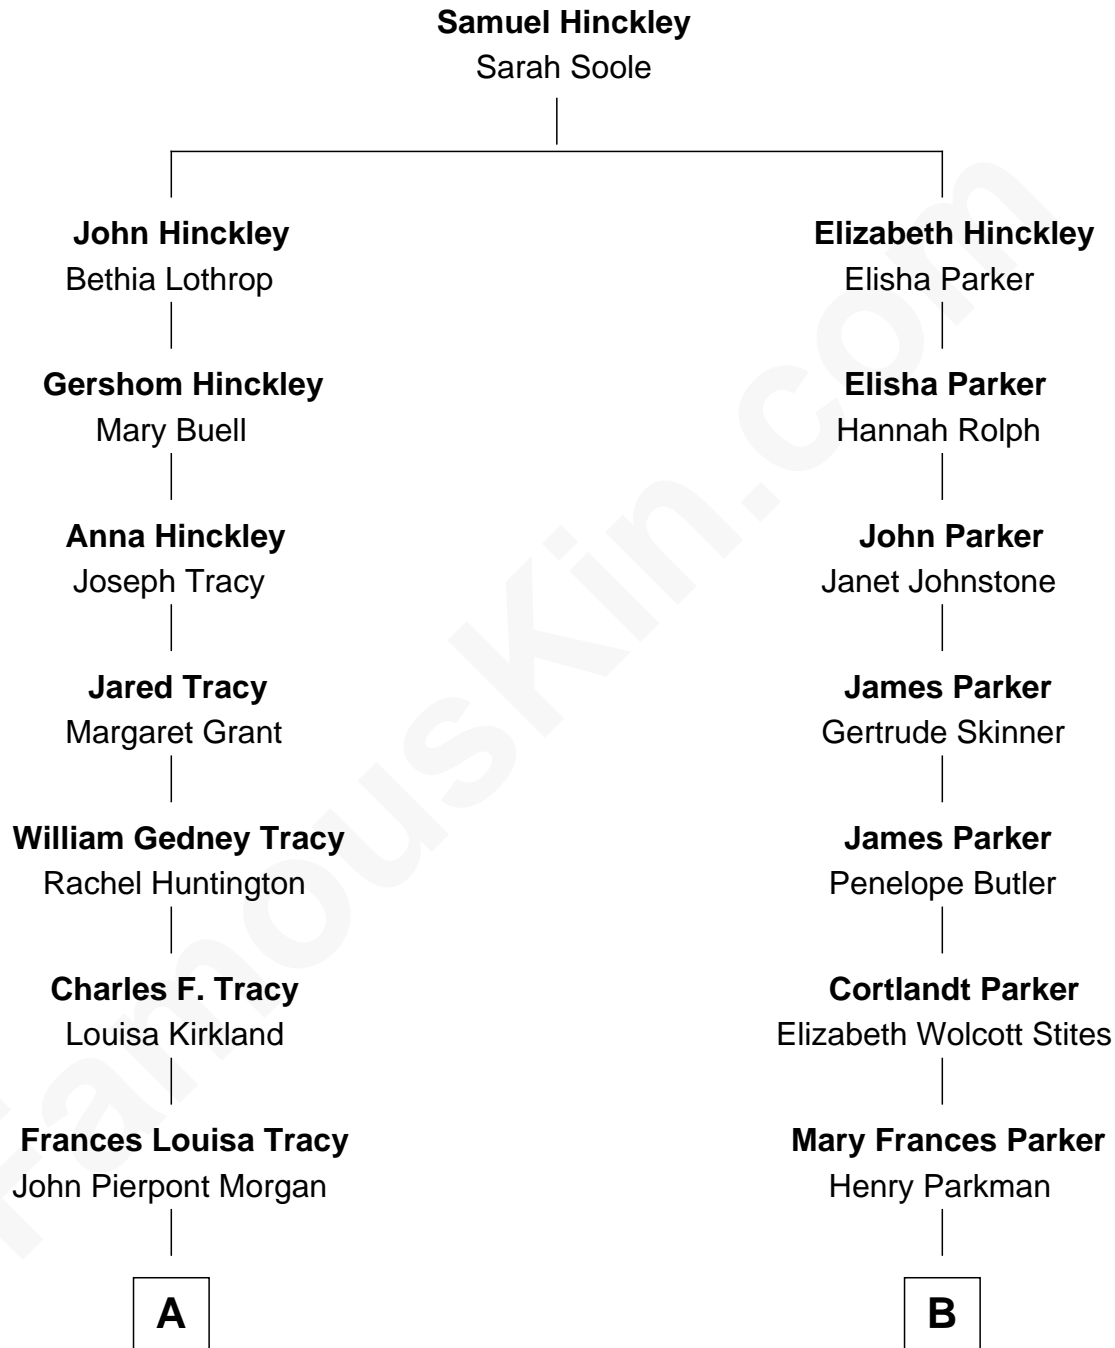 Samuel Hinckley
Sarah Soole
John Hinckley
Bethia Lothrop
Elizabeth Hinckley
Elisha Parker
Gershom Hinckley
Mary Buell
Elisha Parker
Hannah Rolph
Anna Hinckley
Joseph Tracy
John Parker
Janet Johnstone
Jared Tracy
Margaret Grant
James Parker
Gertrude Skinner
William Gedney Tracy
Rachel Huntington
James Parker
Penelope Butler
Charles F. Tracy
Louisa Kirkland
Cortlandt Parker
Elizabeth Wolcott Stites
Frances Louisa Tracy
John Pierpont Morgan
Mary Frances Parker
Henry Parkman
A
B
FamousKin.com